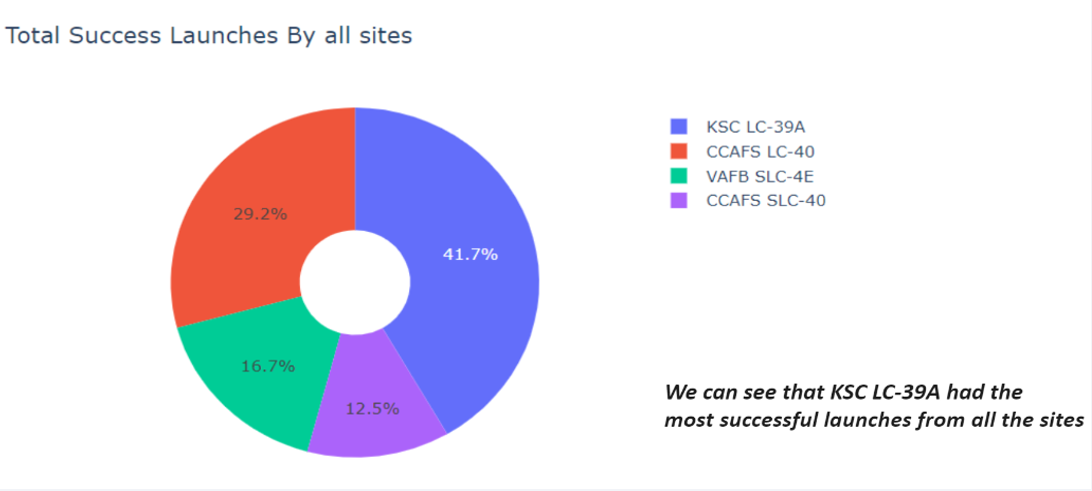 Total Success Launches By all sites
KSC LC-39A
CCAFS LC-40
VAFB SLC-4E
CCAFS SLC-40
29.2%
41.7%
16.7%
12.5%
We can see that KSC LC-39A had the
most successful launches from all the sites